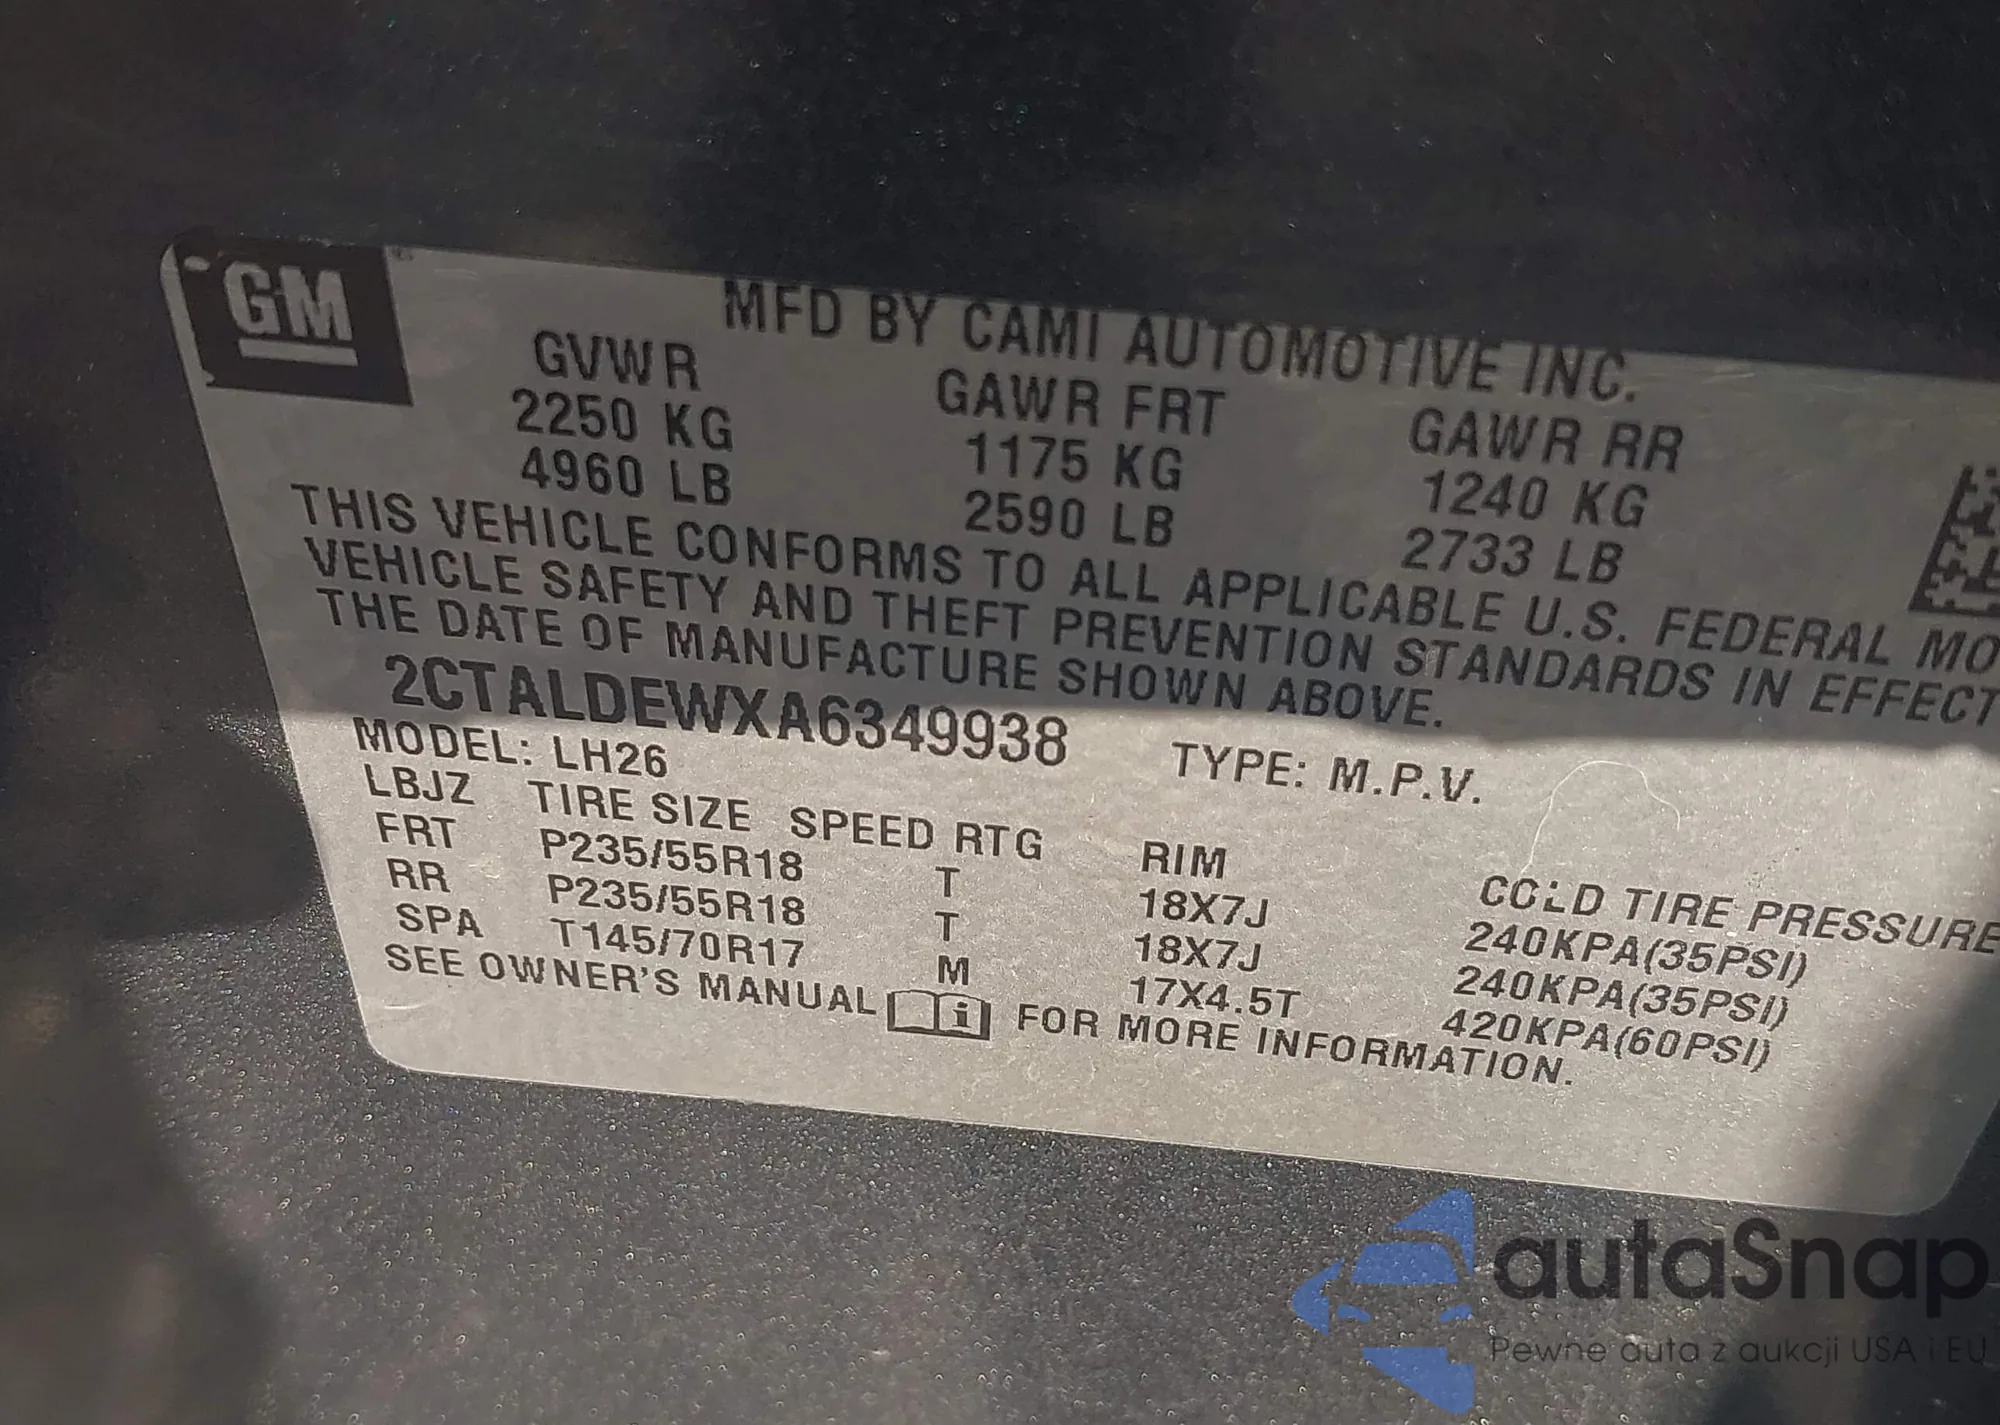 GM
MFD BY CAMI AUTOMOTIVE INC.
GVWR GAWR FRT GAWR RR
2250 KG 1175 KG 1240 KG
4960 LB 2590 LB 2733 LB
THIS VEHICLE CONFORMS TO ALL APPLICABLE U.S. FEDERAL MO
VEHICLE SAFETY AND THEFT PREVENTION STANDARDS IN EFFECT
THE DATE OF MANUFACTURE SHOWN ABOVE.
2CTALDEWXA6349938 TYPE: M.P.V.
MODEL: LH26
LBJZ TIRE SIZE SPEED RTG RIM COLD TIRE PRESSURE
FRT P235/55R18 T 18X7J 240KPA(35PSI)
RR P235/55R18 T 18X7J 240KPA(35PSI)
SPA T145/70R17 M 17X4.5T 420KPA(60PSI)
SEE OWNER'S MANUAL i FOR MORE INFORMATION.
autaSnap
Pewne auta z aukcji USA i EU